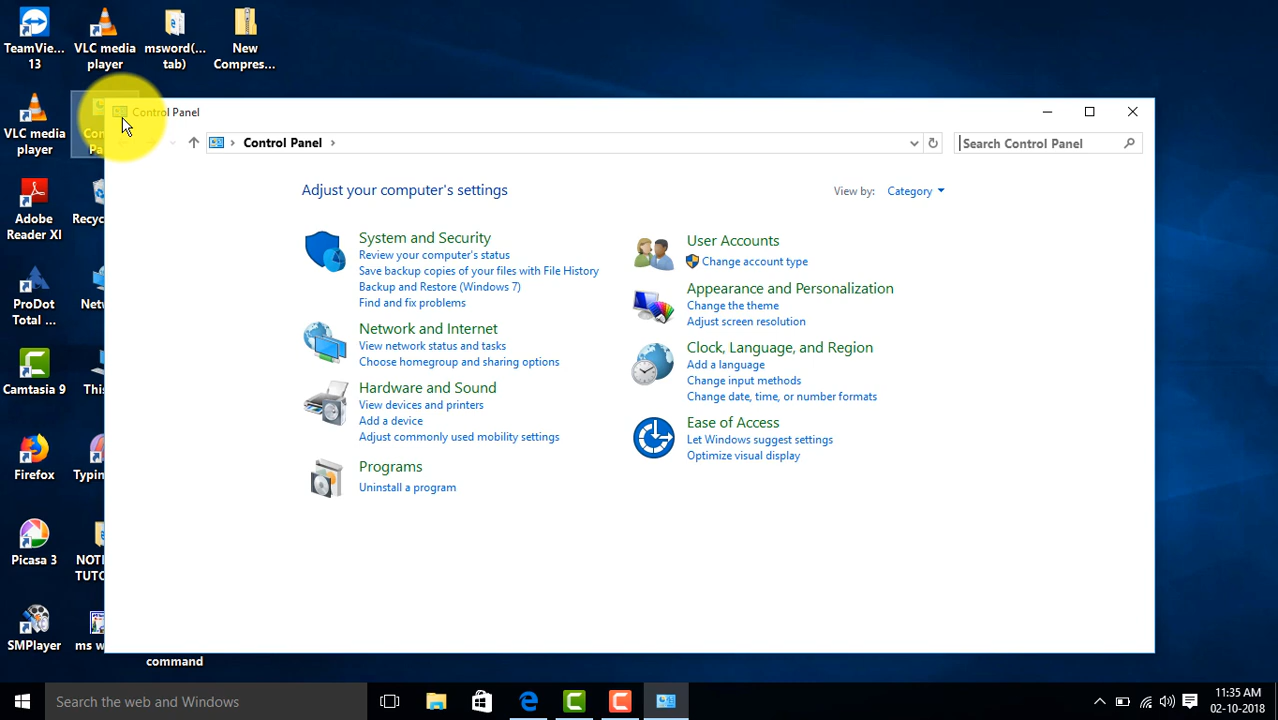 TeamVie...
13
VLC media
player
msword(...
tab)
New
Compres...
VLC media
player
Adobe
Reader XI
ProDot
Total ...
Camtasia 9
Firefox
Picasa 3
SMPlayer
command
Control Panel
Control Panel
Search Control Panel
Adjust your computer's settings
View by: Category
System and Security
Review your computer's status
Save backup copies of your files with File History
Backup and Restore (Windows 7)
Find and fix problems
Network and Internet
View network status and tasks
Choose homegroup and sharing options
Hardware and Sound
View devices and printers
Add a device
Adjust commonly used mobility settings
Programs
Uninstall a program
User Accounts
Change account type
Appearance and Personalization
Change the theme
Adjust screen resolution
Clock, Language, and Region
Add a language
Change input methods
Change date, time, or number formats
Ease of Access
Let Windows suggest settings
Optimize visual display
Search the web and Windows
11:35 AM
02-10-2018